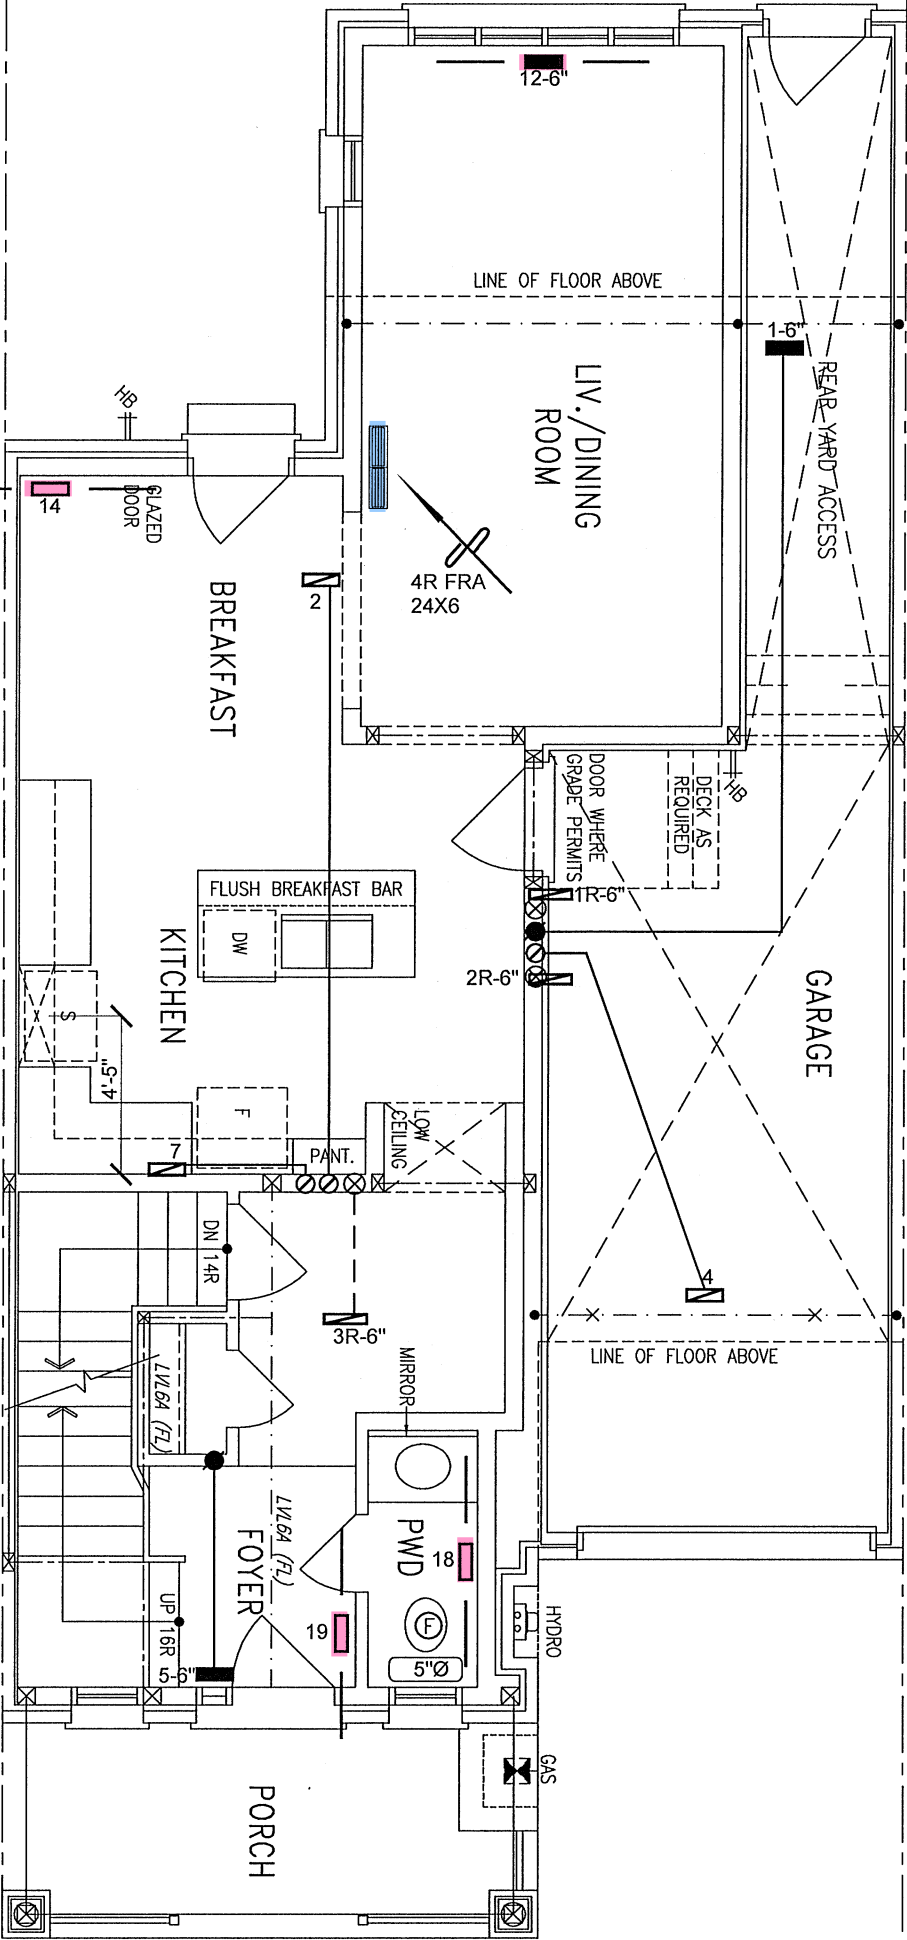 12-6"
LINE OF FLOOR ABOVE
1-6"
LIV./DINING
ROOM
REAR YARD ACCESS
HB
14
GLAZED
DOOR
4R FRA
24X6
2
BREAKFAST
DOOR WHERE
GRADE PERMITS
DECK AS
REQUIRED
HB
FLUSH BREAKFAST BAR
1R-6"
DW
KITCHEN
2R-6"
GARAGE
S
4'-5"
F
LOW
CEILING
7
PANT.
DN 14R
4
3R-6"
LINE OF FLOOR ABOVE
MIRROR
LVL6A (FL)
LVL6A (FL)
FOYER
PWD
18
UP 16R
19
F
HYDRO
5-6"
5"Ø
GAS
PORCH